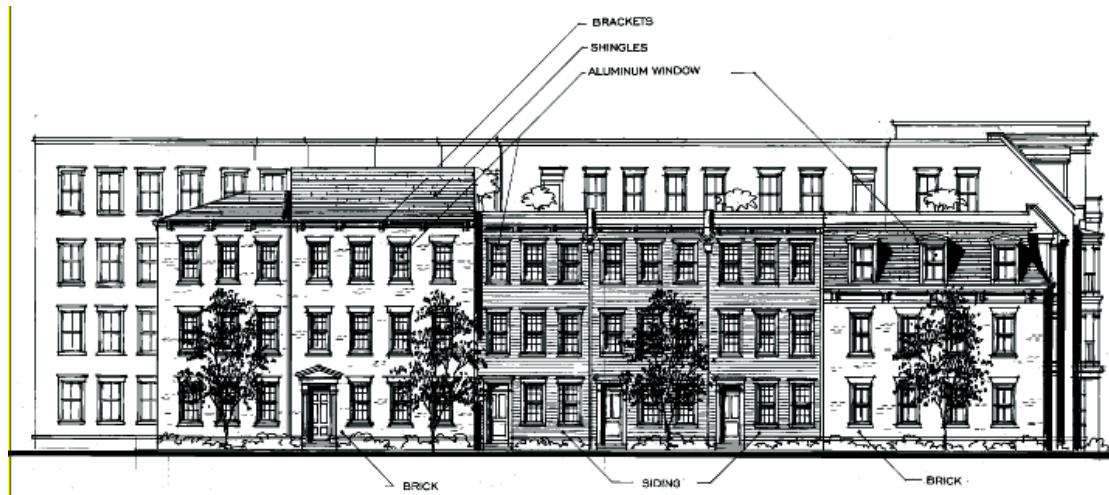 BRACKETS
SHINGLES
ALUMINUM WINDOW
BRICK
SIDING
BRICK